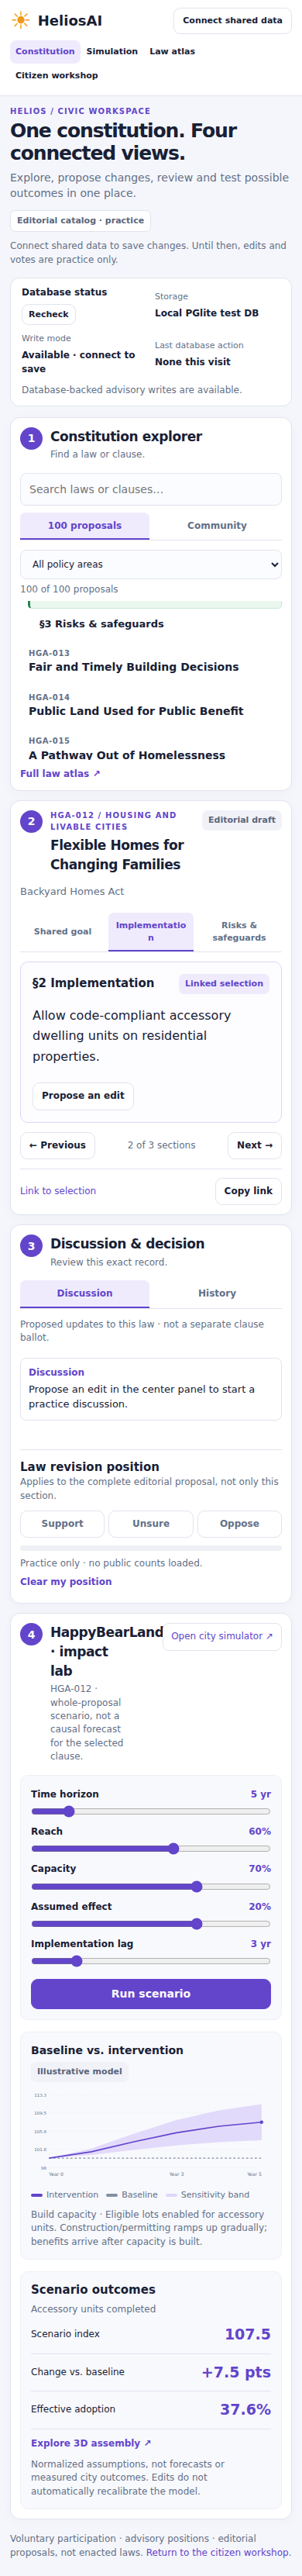 HeliosAI
Connect shared data
Constitution Simulation Law atlas
Citizen workshop
HELIOS / CIVIC WORKSPACE
One constitution. Four
connected views.
Explore, propose changes, review and test possible
outcomes in one place.
Editorial catalog · practice
Connect shared data to save changes. Until then, edits and
votes are practice only.
Database status
Recheck
Storage
Local PGlite test DB
Write mode
Available · connect to
save
Last database action
None this visit
Database-backed advisory writes are available.
1
Constitution explorer
Find a law or clause.
Search laws or clauses…
100 proposals
Community
All policy areas
100 of 100 proposals
§3 Risks & safeguards
HGA-013
Fair and Timely Building Decisions
HGA-014
Public Land Used for Public Benefit
HGA-015
A Pathway Out of Homelessness
Full law atlas ↗
2
HGA-012 / HOUSING AND
LIVABLE CITIES
Editorial draft
Flexible Homes for
Changing Families
Backyard Homes Act
Shared goal
Implementatio
n
Risks &
safeguards
§2 Implementation
Linked selection
Allow code-compliant accessory
dwelling units on residential
properties.
Propose an edit
← Previous
2 of 3 sections
Next →
Link to selection
Copy link
3
Discussion & decision
Review this exact record.
Discussion
History
Proposed updates to this law · not a separate clause
ballot.
Discussion
Propose an edit in the center panel to start a
practice discussion.
Law revision position
Applies to the complete editorial proposal, not only this
section.
Support
Unsure
Oppose
Practice only · no public counts loaded.
Clear my position
4
HappyBearLand
· impact
lab
Open city simulator ↗
HGA-012 ·
whole-proposal
scenario, not a
causal forecast
for the selected
clause.
Time horizon 5 yr
Reach 60%
Capacity 70%
Assumed effect 20%
Implementation lag 3 yr
Run scenario
Baseline vs. intervention
Illustrative model
113.3
109.5
105.8
101.8
98
Year 0 Year 3 Year 5
Intervention Baseline Sensitivity band
Build capacity · Eligible lots enabled for accessory
units. Construction/permitting ramps up gradually;
benefits arrive after capacity is built.
Scenario outcomes
Accessory units completed
Scenario index 107.5
Change vs. baseline +7.5 pts
Effective adoption 37.6%
Explore 3D assembly ↗
Normalized assumptions, not forecasts or
measured city outcomes. Edits do not
automatically recalibrate the model.
Voluntary participation · advisory positions · editorial
proposals, not enacted laws. Return to the citizen workshop.